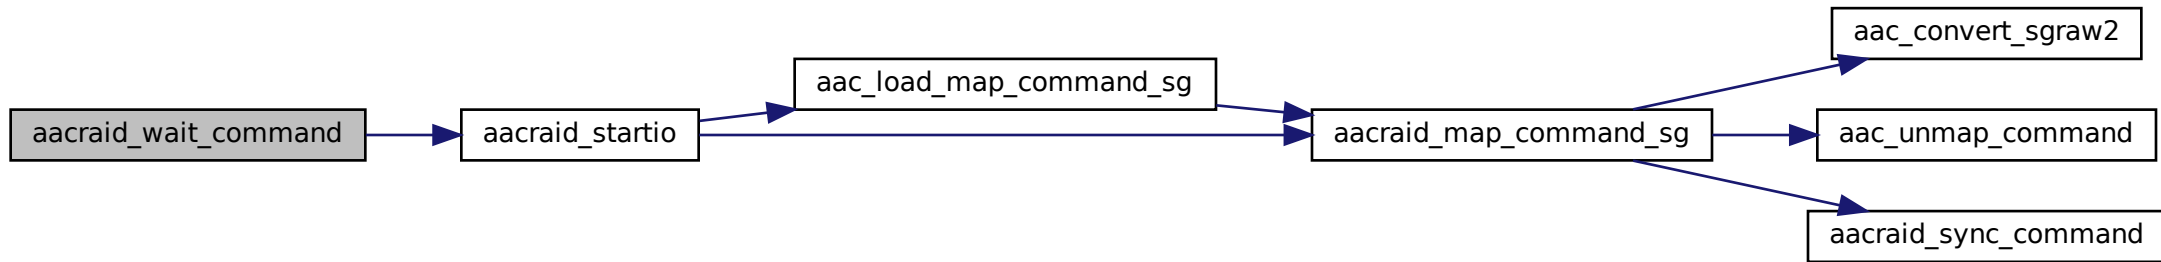 aacraid_wait_command
aacraid_startio
aac_load_map_command_sg
aacraid_map_command_sg
aac_convert_sgraw2
aac_unmap_command
aacraid_sync_command